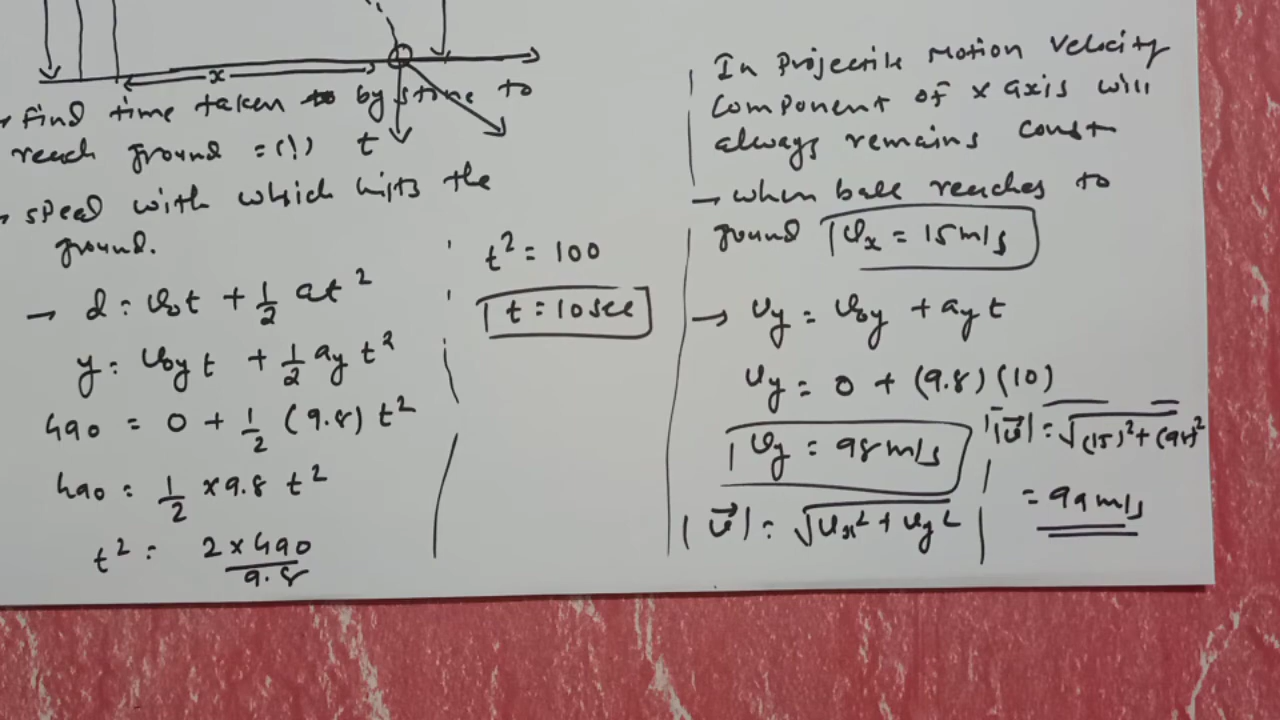 x
→ Find time taken by stone to
reach ground = (!) t
→ speed with which hits the
ground.
→ d = v₀t + 1/2 at²
y = v₀y t + 1/2 ay t²
490 = 0 + 1/2 (9.8) t²
490 = 1/2 × 9.8 t²
t² = 2 × 490 / 9.8
t² = 100
t = 10 sec
In Projectile Motion Velocity
component of x axis will
always remains const
→ when ball reaches to
ground |vx = 15 m/s
→ vy = v₀y + ay t
vy = 0 + (9.8) (10)
|vy = 98 m/s
|v⃗| = √vx² + vy²
|v⃗| = √(15)² + (98)²
= 99 m/s